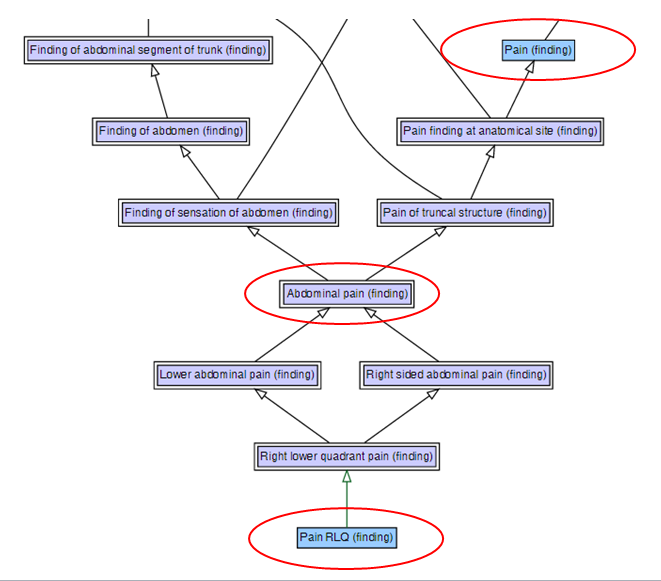 Finding of abdominal segment of trunk (finding)
Pain (finding)
Finding of abdomen (finding)
Pain finding at anatomical site (finding)
Finding of sensation of abdomen (finding)
Pain of truncal structure (finding)
Abdominal pain (finding)
Lower abdominal pain (finding)
Right sided abdominal pain (finding)
Right lower quadrant pain (finding)
Pain RLQ (finding)